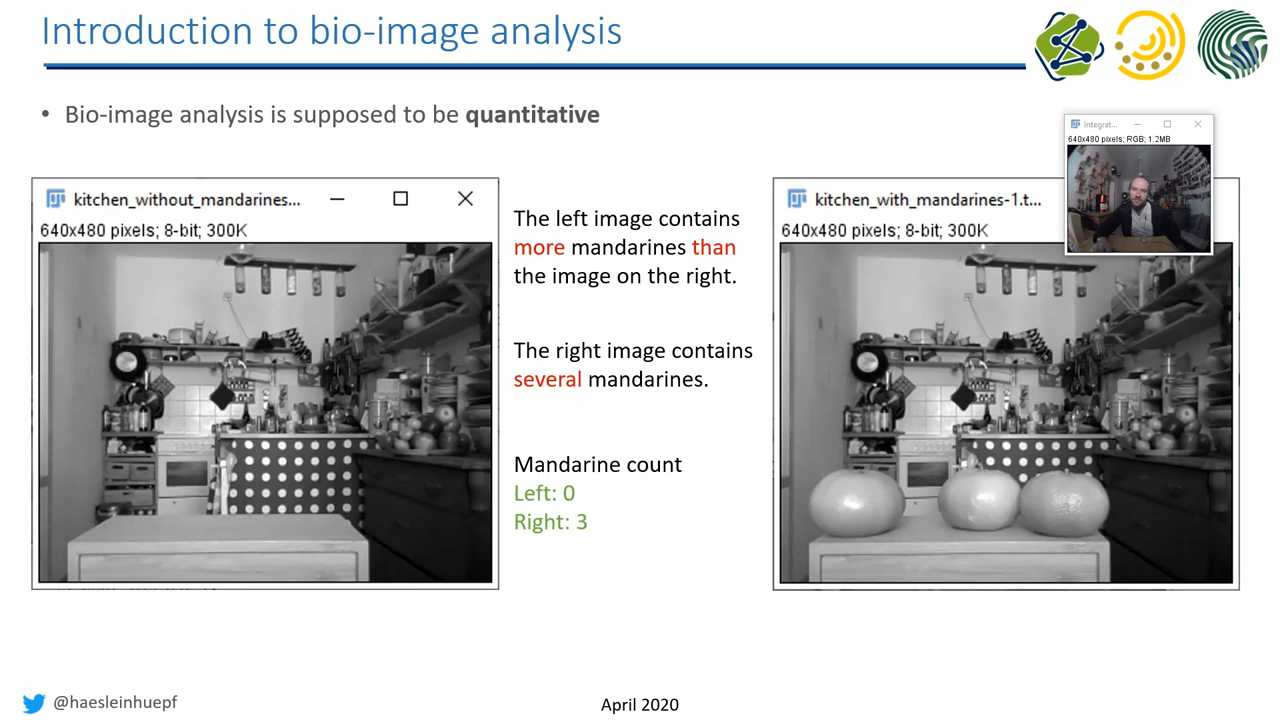 Introduction to bio-image analysis
• Bio-image analysis is supposed to be quantitative
Integrat...
640x480 pixels; RGB; 1.2MB
kitchen_without_mandarines...
640x480 pixels; 8-bit; 300K
The left image contains
more mandarines than
the image on the right.
The right image contains
several mandarines.
Mandarine count
Left: 0
Right: 3
kitchen_with_mandarines-1.t...
640x480 pixels; 8-bit; 300K
@haesleinhuepf
April 2020